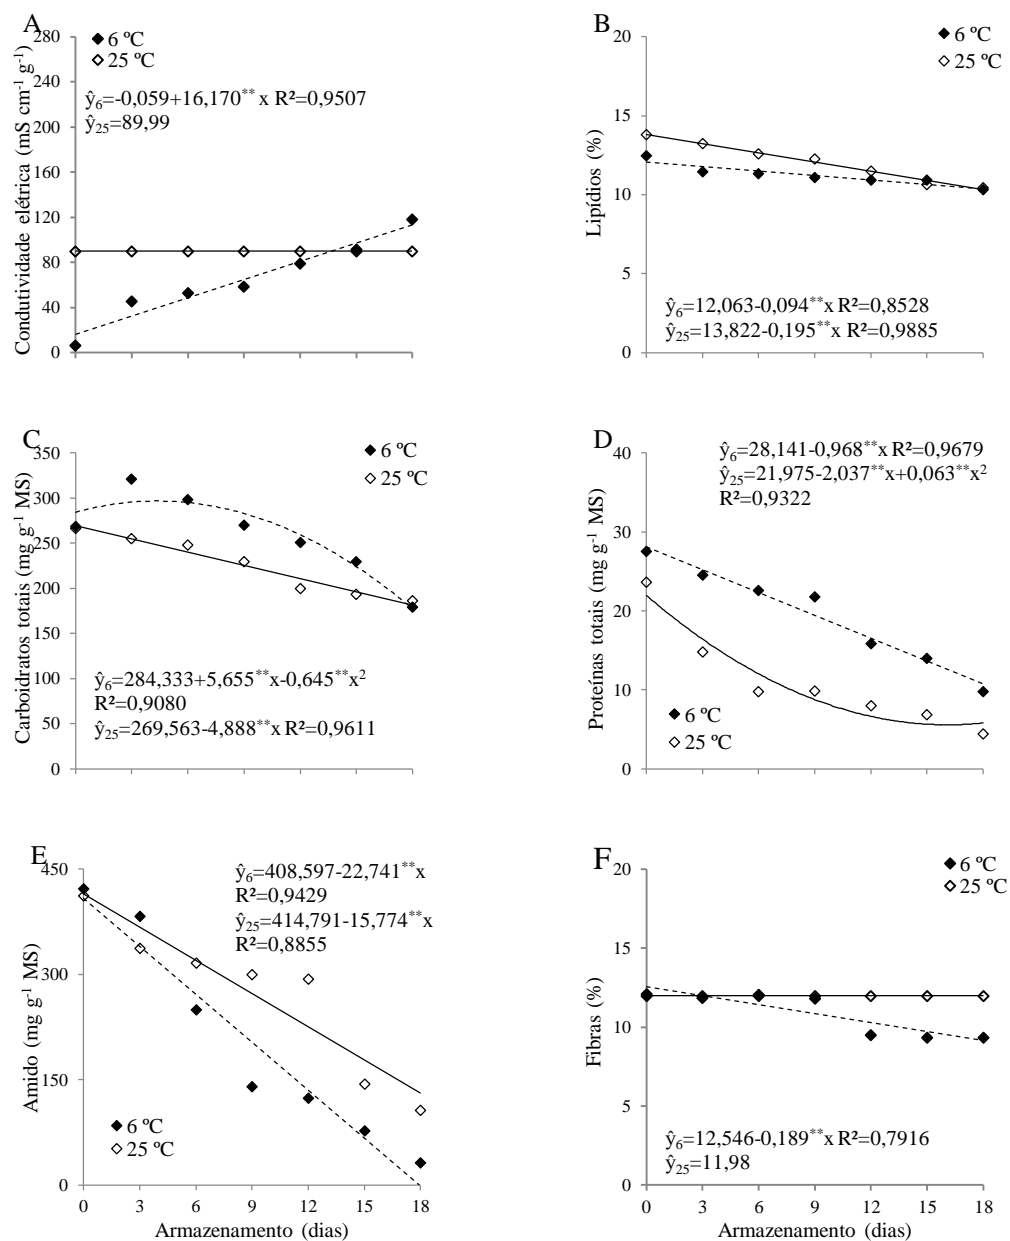 A
280
240
200
160
120
80
40
0
Condutividade elétrica (mS cm⁻¹ g⁻¹)
6 ºC
25 ºC
ŷ₆=-0,059+16,170** x R²=0,9507
ŷ₂₅=89,99
B
20
15
10
5
0
Lipídios (%)
6 ºC
25 ºC
ŷ₆=12,063-0,094**x R²=0,8528
ŷ₂₅=13,822-0,195**x R²=0,9885
C
350
300
250
200
150
100
50
0
Carboidratos totais (mg g⁻¹ MS)
6 ºC
25 ºC
ŷ₆=284,333+5,655**x-0,645**x²
R²=0,9080
ŷ₂₅=269,563-4,888**x R²=0,9611
D
40
30
20
10
0
Proteínas totais (mg g⁻¹ MS)
ŷ₆=28,141-0,968**x R²=0,9679
ŷ₂₅=21,975-2,037**x+0,063**x²
R²=0,9322
6 ºC
25 ºC
E
450
300
150
0
Amido (mg g⁻¹ MS)
ŷ₆=408,597-22,741**x
R²=0,9429
ŷ₂₅=414,791-15,774**x
R²=0,8855
6 ºC
25 ºC
0 3 6 9 12 15 18
Armazenamento (dias)
F
20
15
10
5
0
Fibras (%)
6 ºC
25 ºC
ŷ₆=12,546-0,189**x R²=0,7916
ŷ₂₅=11,98
0 3 6 9 12 15 18
Armazenamento (dias)